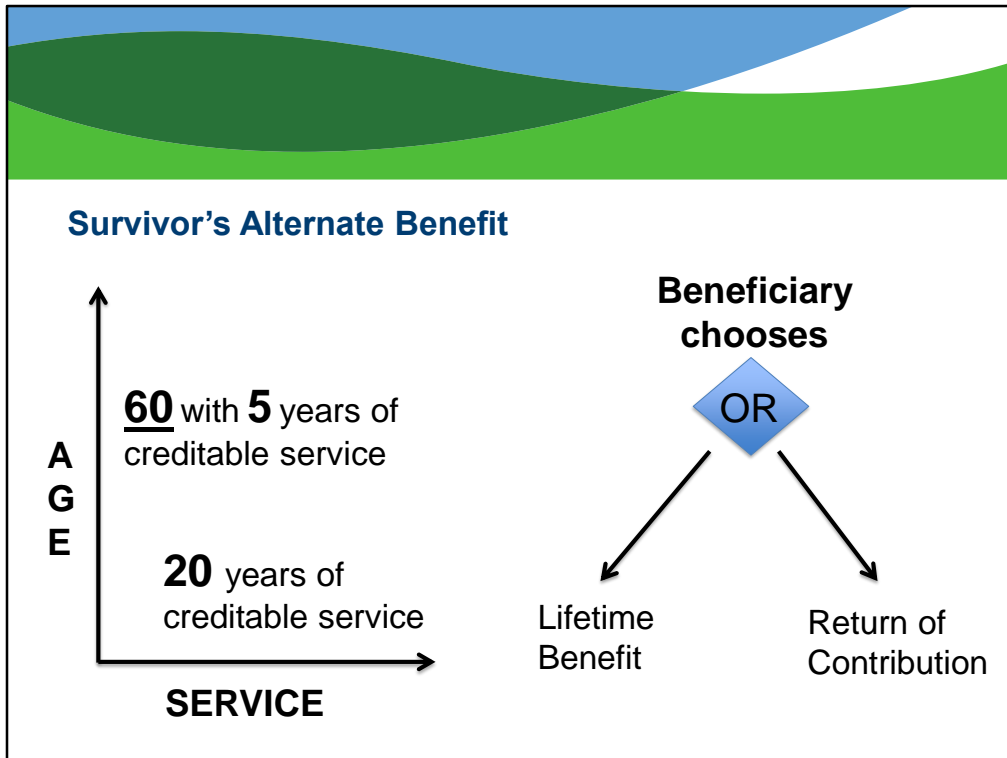 Survivor's Alternate Benefit
A
G
E
60 with 5 years of
creditable service
20 years of
creditable service
SERVICE
Beneficiary
chooses
OR
Lifetime
Benefit
Return of
Contribution